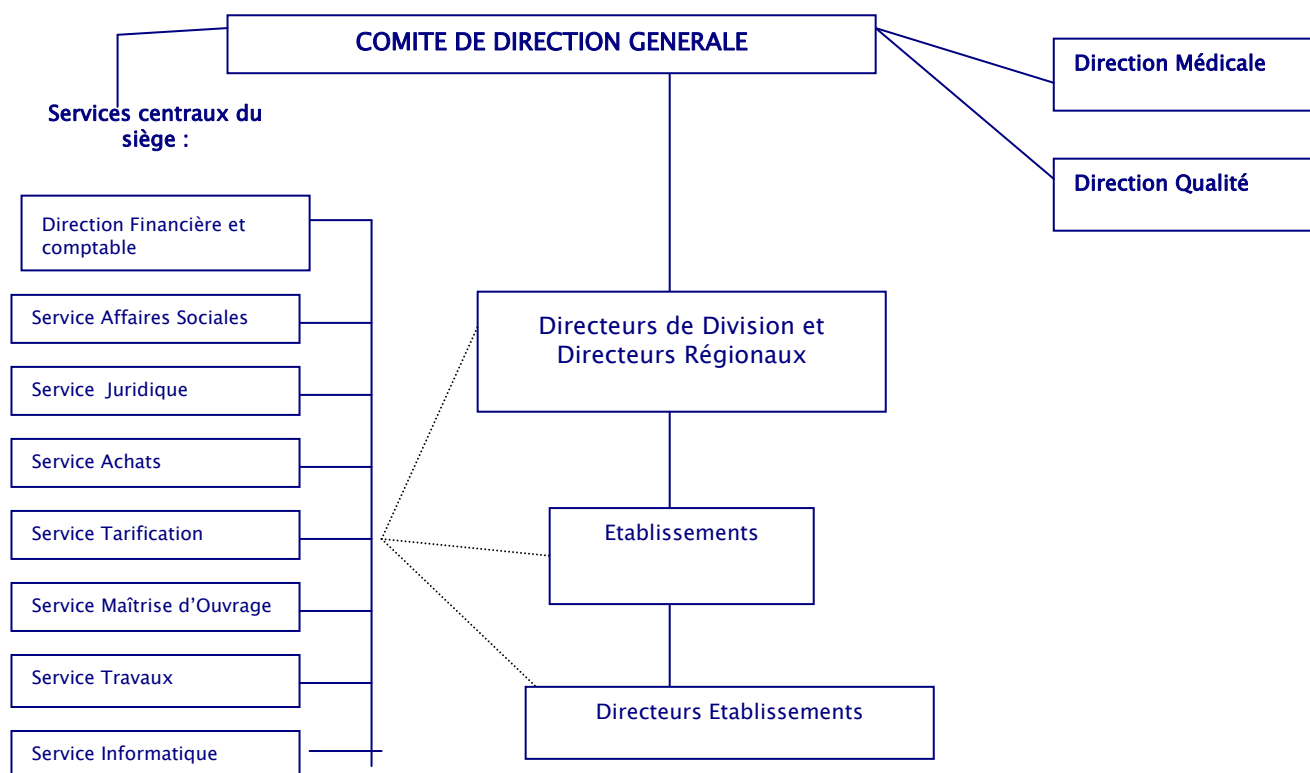 COMITE DE DIRECTION GENERALE
Direction Médicale
Services centraux du
siège :
Direction Qualité
Direction Financière et
comptable
Service Affaires Sociales
Directeurs de Division et
Directeurs Régionaux
Service Juridique
Service Achats
Service Tarification
Etablissements
Service Maîtrise d'Ouvrage
Service Travaux
Directeurs Etablissements
Service Informatique